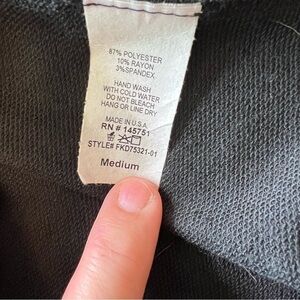 87% POLYESTER
10% RAYON
3%SPANDEX
HAND WASH
WITH COLD WATER
DO NOT BLEACH
HANG OR LINE DRY
MADE IN U.S.A.
RN # 145751
STYLE# FKD75321-01
Medium